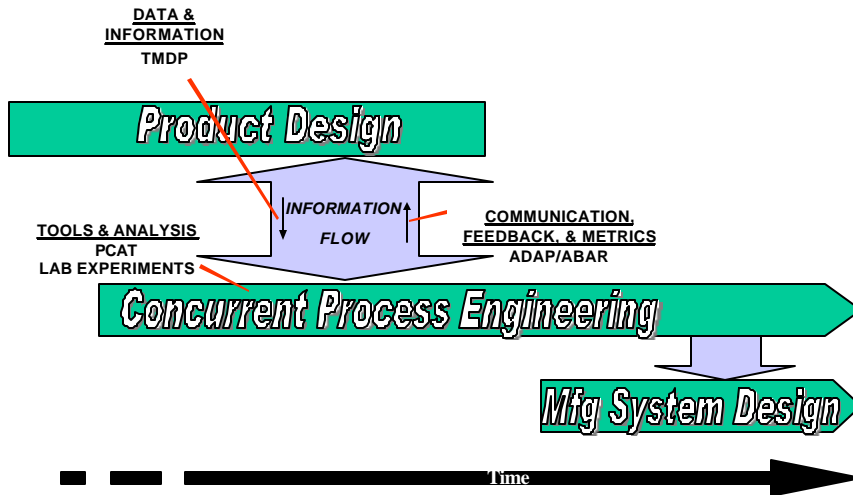 DATA &
INFORMATION
TMDP
Product Design
INFORMATION
FLOW
COMMUNICATION,
FEEDBACK, & METRICS
ADAP/ABAR
TOOLS & ANALYSIS
PCAT
LAB EXPERIMENTS
Concurrent Process Engineering
Mfg System Design
Time